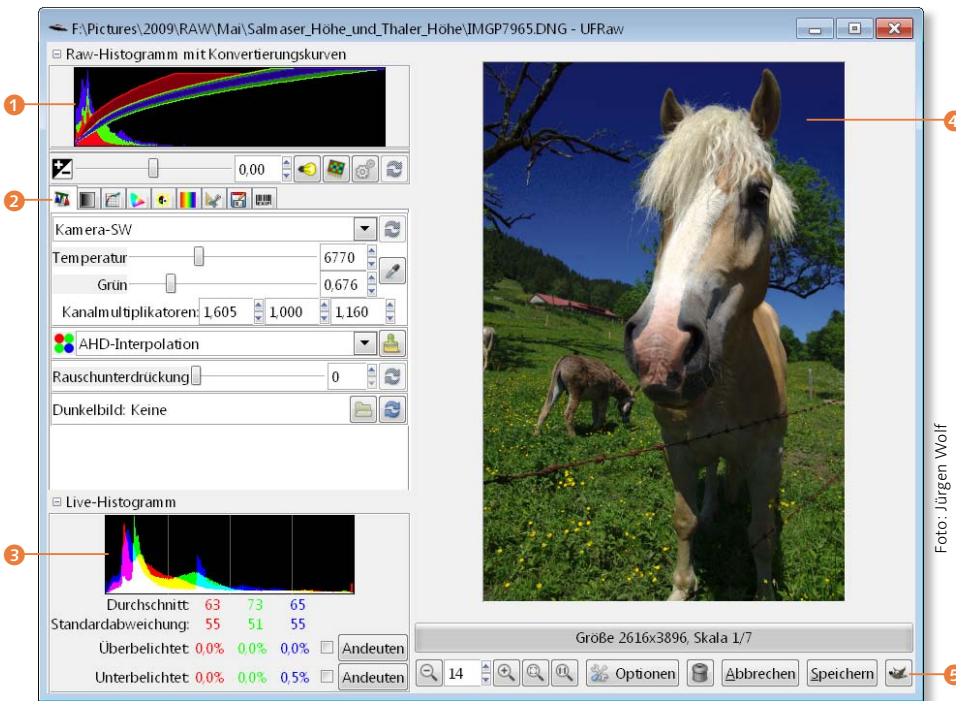 F:\Pictures\2009\RAW\Mai\Salmaser_Höhe_und_Thaler_Höhe\IMGP7965.DNG - UFRaw
Raw-Histogramm mit Konvertierungskurven
1
4
0,00
2
Kamera-SW
Temperatur 6770
Grün 0,676
Kanalmultiplikatoren: 1,605 1,000 1,160
AHD-Interpolation
Rauschunterdrückung 0
Dunkelbild: Keine
Live-Histogramm
3
Durchschnitt: 63 73 65
Standardabweichung: 55 51 55
Überbelichtet: 0,0% 0,0% 0,0% Andeuten
Unterbelichtet: 0,0% 0,0% 0,5% Andeuten
Größe 2616x3896, Skala 1/7
14 Optionen Abbrechen Speichern
5
Foto: Jürgen Wolf